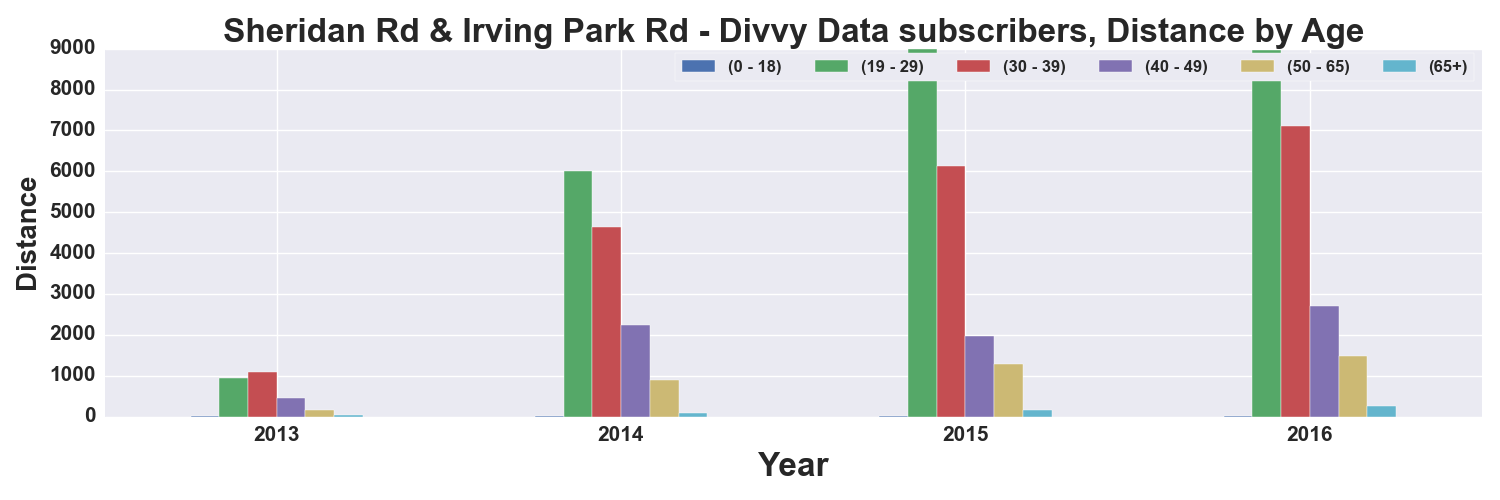 Sheridan Rd & Irving Park Rd - Divvy Data subscribers, Distance by Age
(0 - 18) (19 - 29) (30 - 39) (40 - 49) (50 - 65) (65+)
Distance
9000
8000
7000
6000
5000
4000
3000
2000
1000
0
2013 2014 2015 2016
Year